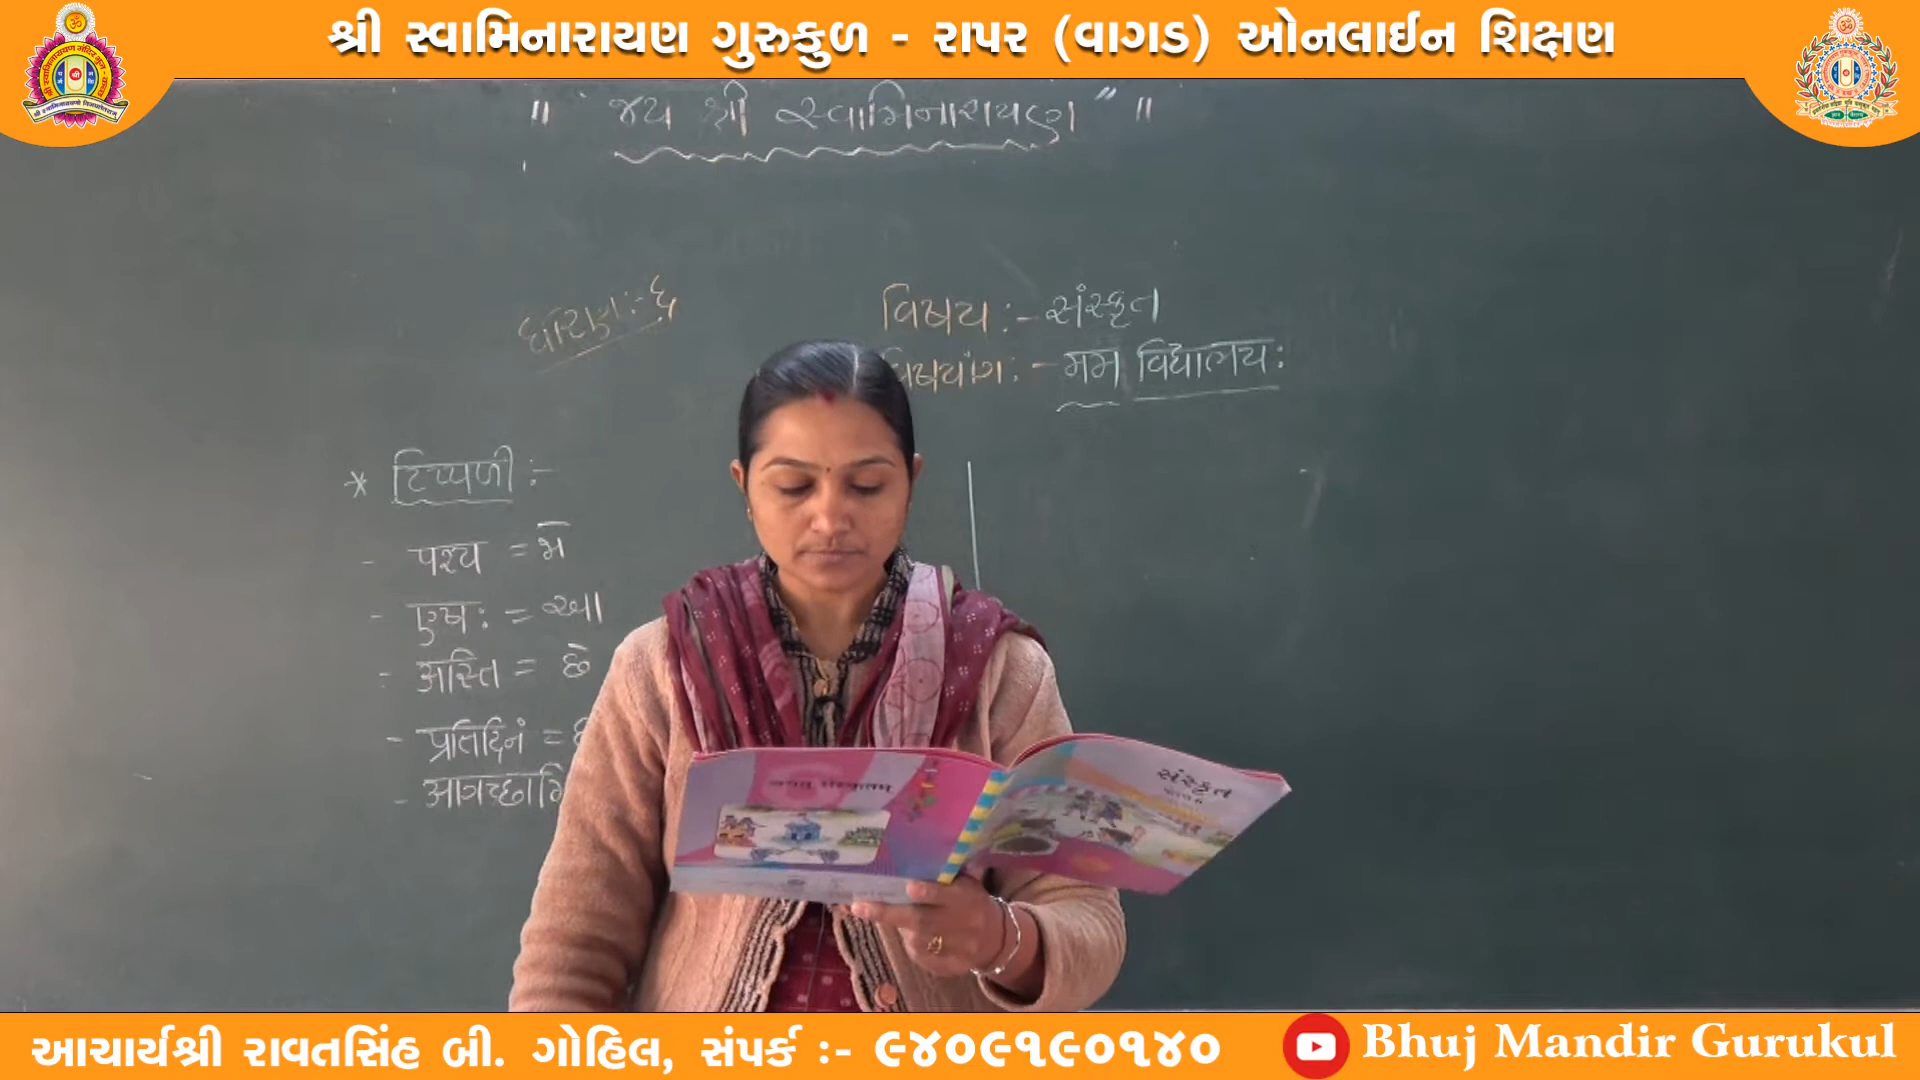 શ્રી સ્વામિનારાયણ ગુરુકુળ - રાપર (વાગડ) ઓનલાઈન શિક્ષણ
॥ " જય શ્રી સ્વામિનારાયણ " ॥
ધોરણ:-૬
વિષય :- સંસ્કૃત
વિષયાંગ: - मम विद्यालय:
* टिप्पणी :-
- पश्य =
- एष: = આ
- अस्ति = છે
- प्रतिदिनं =
- आगच्छामि
સંસ્કૃત
આચાર્યશ્રી રાવતસિંહ બી. ગોહિલ, સંપર્ક :- ૯૪૦૯૧૯૦૧૪૦
Bhuj Mandir Gurukul